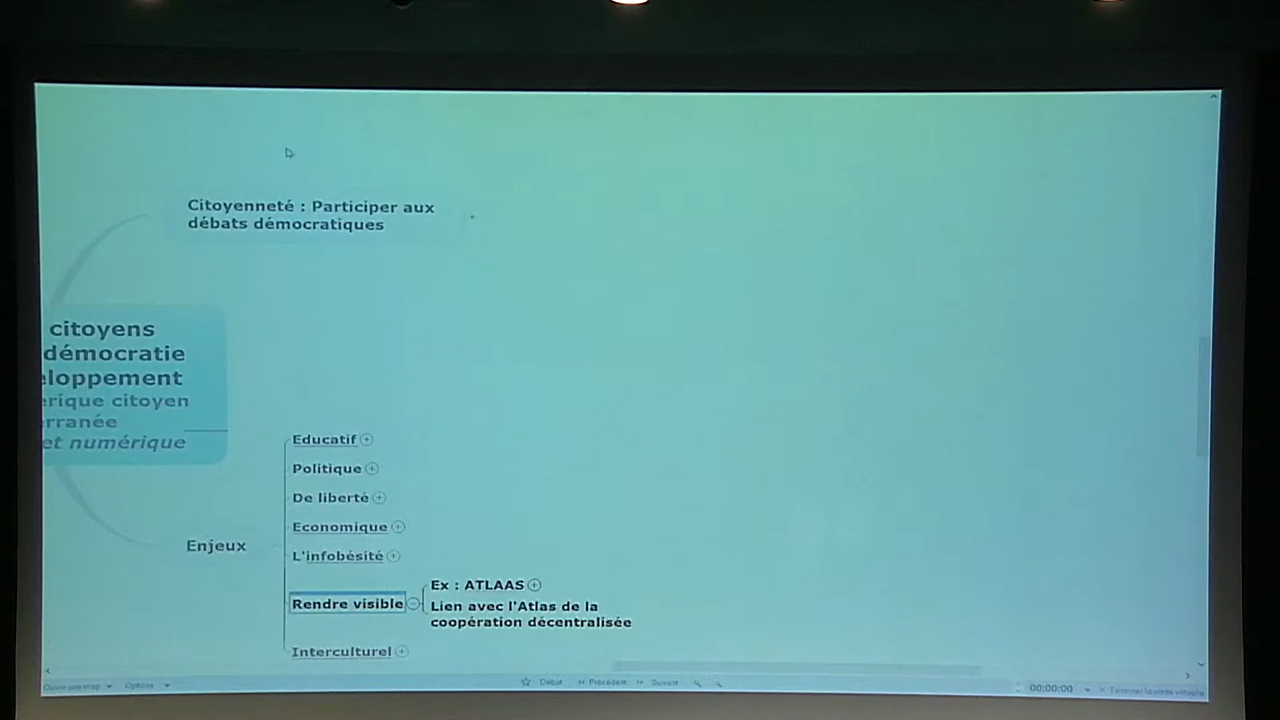 Citoyenneté : Participer aux
débats démocratiques
citoyens
démocratie
eloppement
érique citoyen
rranée
et numérique
Enjeux
Educatif
Politique
De liberté
Economique
L'infobésité
Rendre visible
Ex : ATLAAS
Lien avec l'Atlas de la
coopération décentralisée
Interculturel
Ouvrir une map
Options
Début
Précédent
Suivant
00:00:00